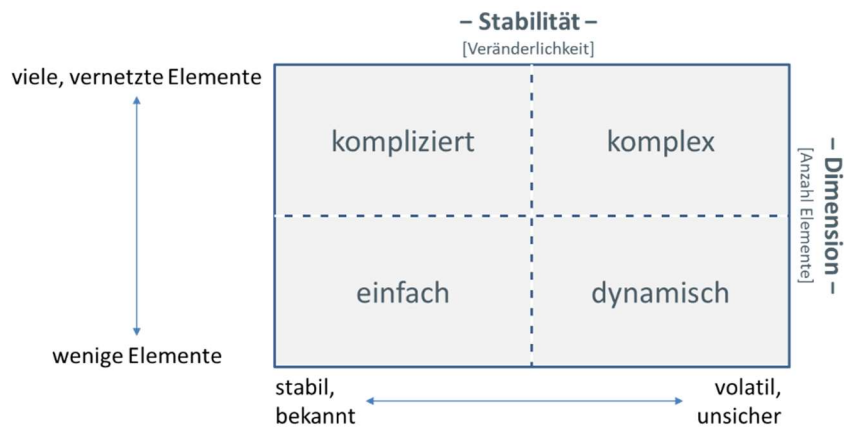 – Stabilität –
[Veränderlichkeit]
viele, vernetzte Elemente
kompliziert
komplex
– Dimension –
[Anzahl Elemente]
einfach
dynamisch
wenige Elemente
stabil,
bekannt
volatil,
unsicher